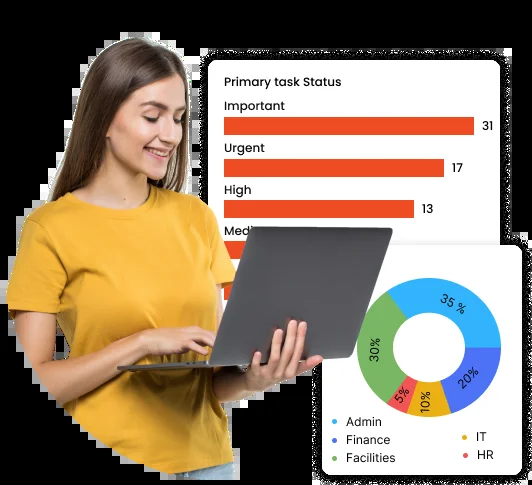 Primary task Status
Important
31
Urgent
17
High
13
35 %
30%
20%
5%
10%
Admin
Finance
IT
Facilities
HR